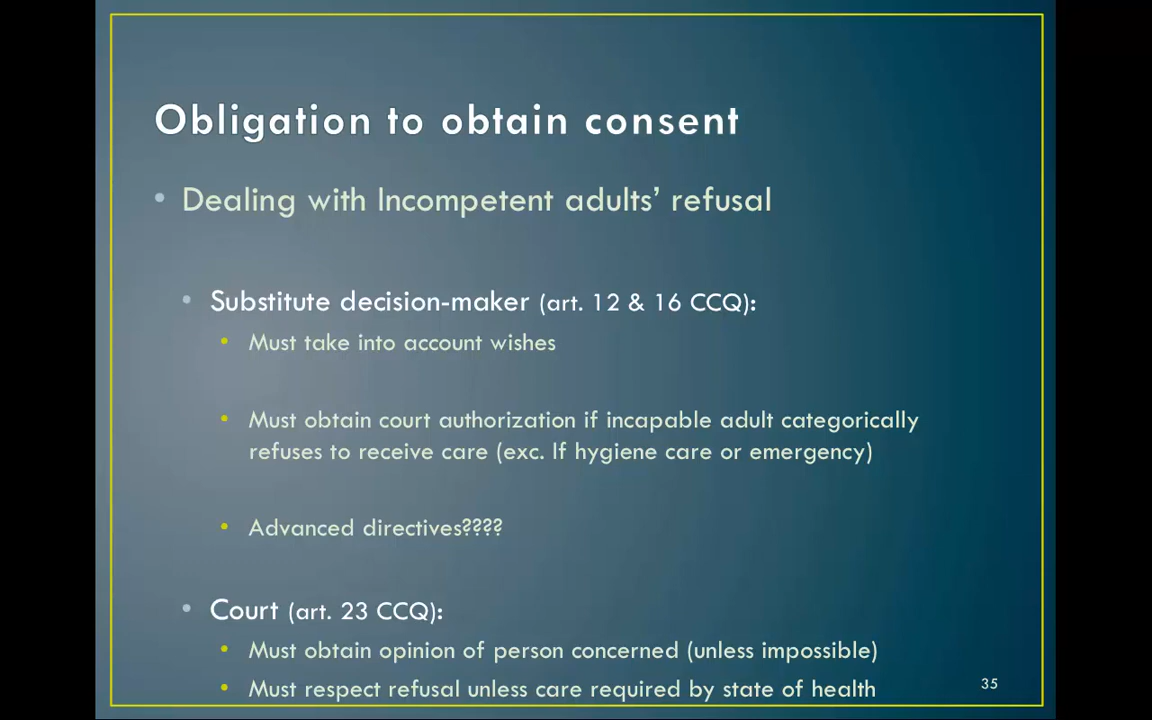 Obligation to obtain consent
• Dealing with Incompetent adults’ refusal
• Substitute decision-maker (art. 12 & 16 CCQ):
• Must take into account wishes
• Must obtain court authorization if incapable adult categorically
refuses to receive care (exc. If hygiene care or emergency)
• Advanced directives????
• Court (art. 23 CCQ):
• Must obtain opinion of person concerned (unless impossible)
• Must respect refusal unless care required by state of health
35